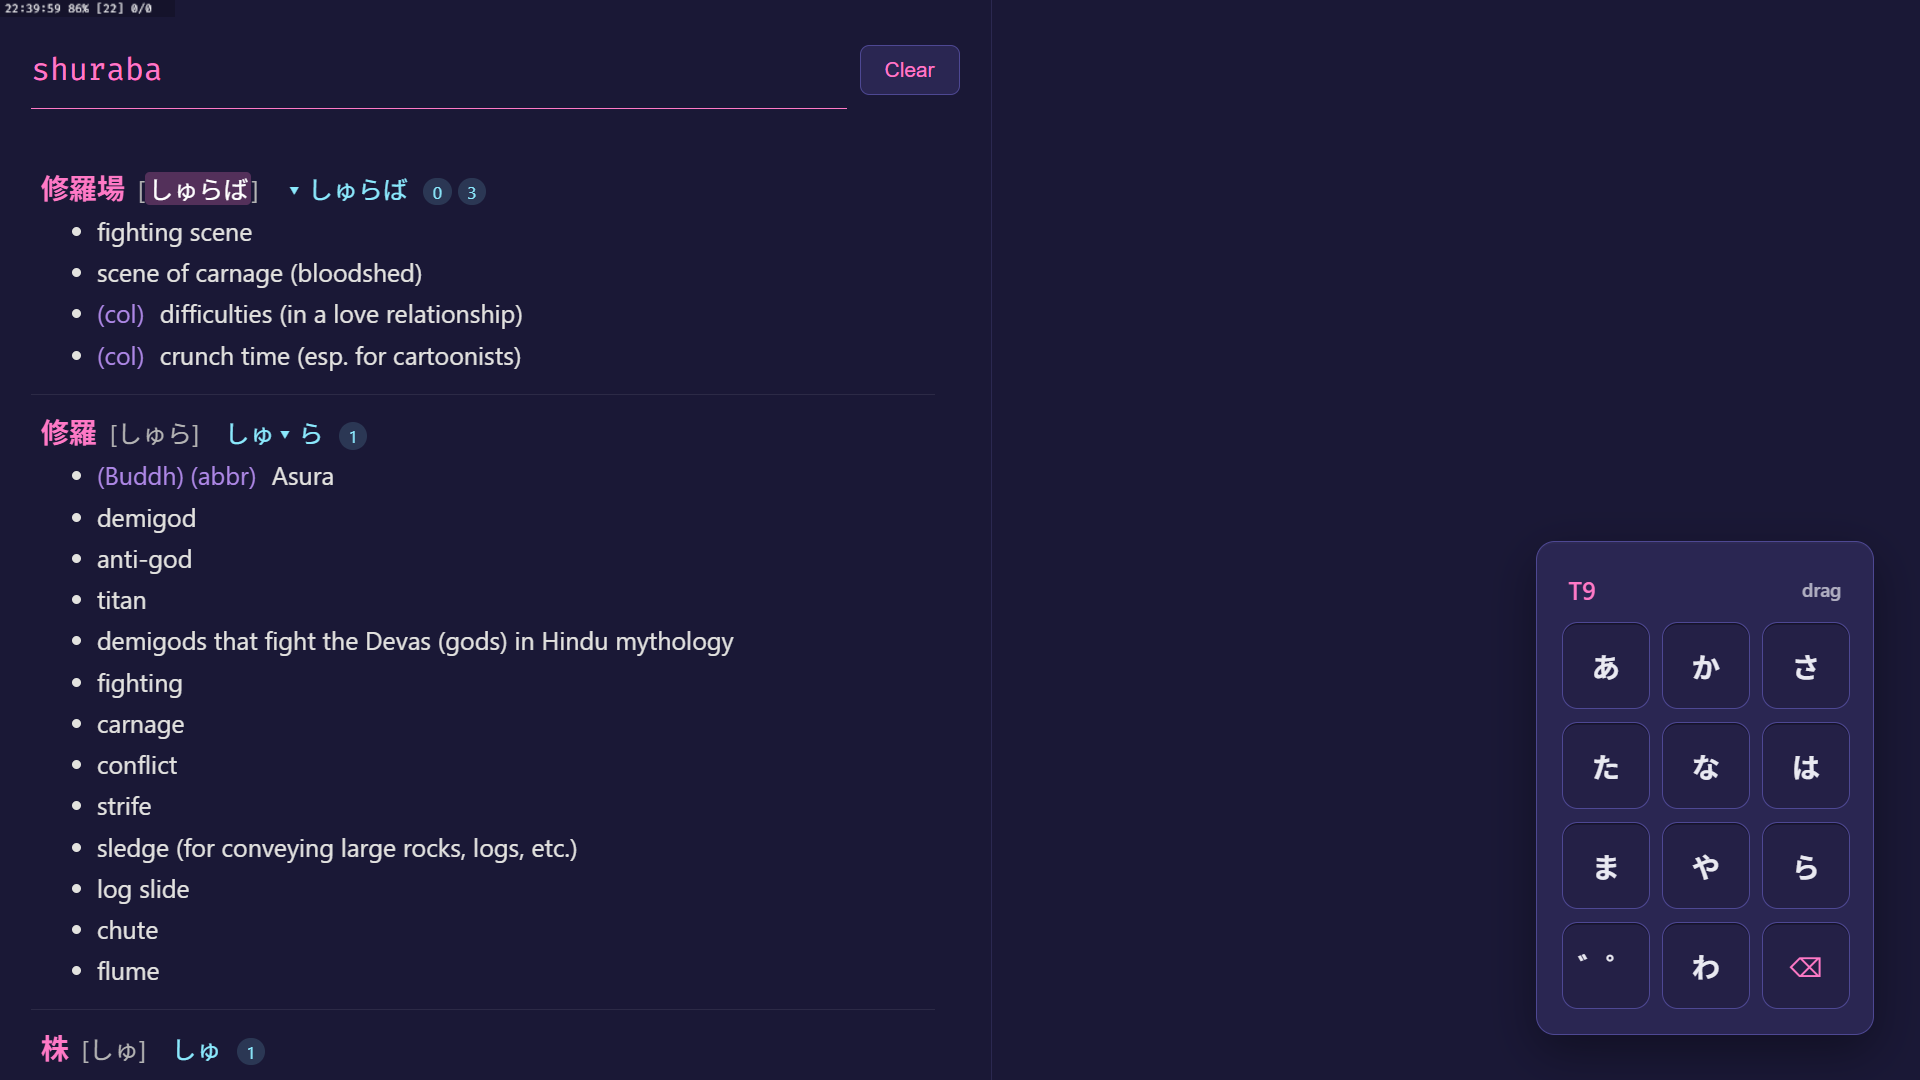 22:39:59 86% [22] 0/0
shuraba
Clear
修羅場 [しゅらば] ▾しゅらば 0 3
• fighting scene
• scene of carnage (bloodshed)
• (col) difficulties (in a love relationship)
• (col) crunch time (esp. for cartoonists)
修羅 [しゅら] しゅ▾ら 1
• (Buddh) (abbr) Asura
• demigod
• anti-god
• titan
• demigods that fight the Devas (gods) in Hindu mythology
• fighting
• carnage
• conflict
• strife
• sledge (for conveying large rocks, logs, etc.)
• log slide
• chute
• flume
株 [しゅ] しゅ 1
T9 drag
あ か さ
た な は
ま や ら
゛゜ わ ⌫